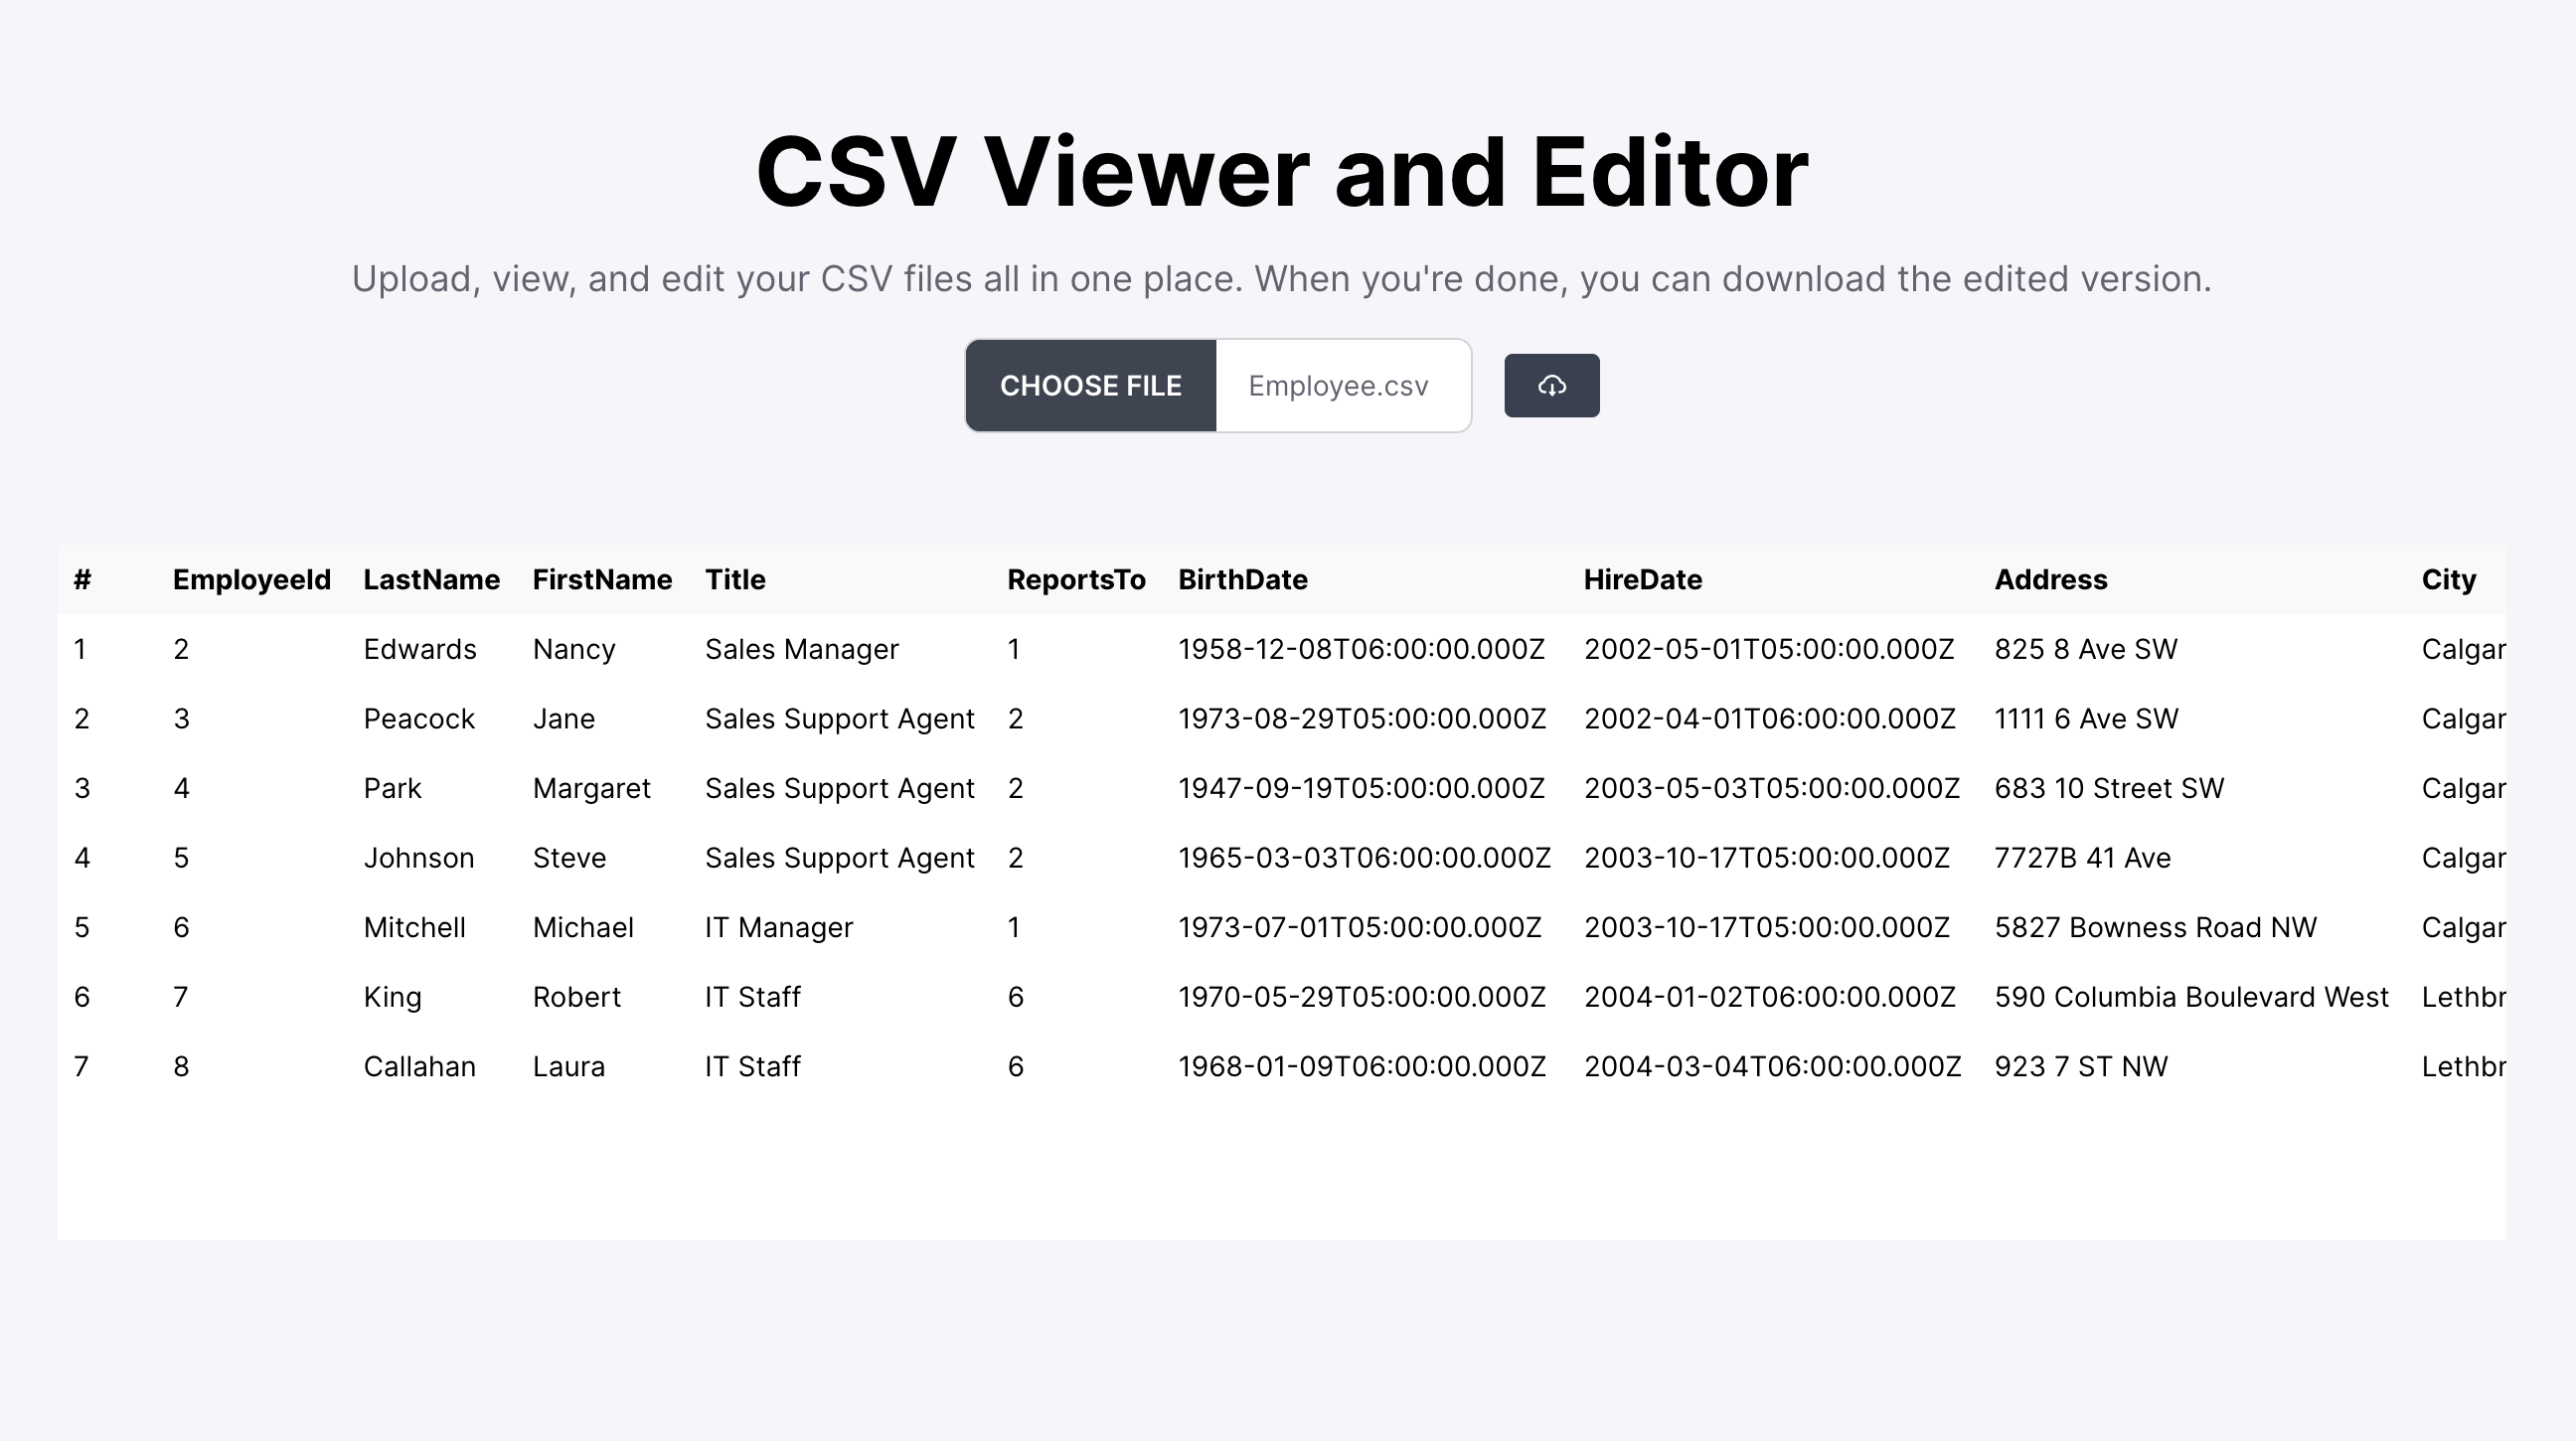 CSV Viewer and Editor
Upload, view, and edit your CSV files all in one place. When you're done, you can download the edited version.
CHOOSE FILE Employee.csv
# EmployeeId LastName FirstName Title ReportsTo BirthDate HireDate Address City
1 2 Edwards Nancy Sales Manager 1 1958-12-08T06:00:00.000Z 2002-05-01T05:00:00.000Z 825 8 Ave SW Calgar
2 3 Peacock Jane Sales Support Agent 2 1973-08-29T05:00:00.000Z 2002-04-01T06:00:00.000Z 1111 6 Ave SW Calgar
3 4 Park Margaret Sales Support Agent 2 1947-09-19T05:00:00.000Z 2003-05-03T05:00:00.000Z 683 10 Street SW Calgar
4 5 Johnson Steve Sales Support Agent 2 1965-03-03T06:00:00.000Z 2003-10-17T05:00:00.000Z 7727B 41 Ave Calgar
5 6 Mitchell Michael IT Manager 1 1973-07-01T05:00:00.000Z 2003-10-17T05:00:00.000Z 5827 Bowness Road NW Calgar
6 7 King Robert IT Staff 6 1970-05-29T05:00:00.000Z 2004-01-02T06:00:00.000Z 590 Columbia Boulevard West Lethbr
7 8 Callahan Laura IT Staff 6 1968-01-09T06:00:00.000Z 2004-03-04T06:00:00.000Z 923 7 ST NW Lethbr